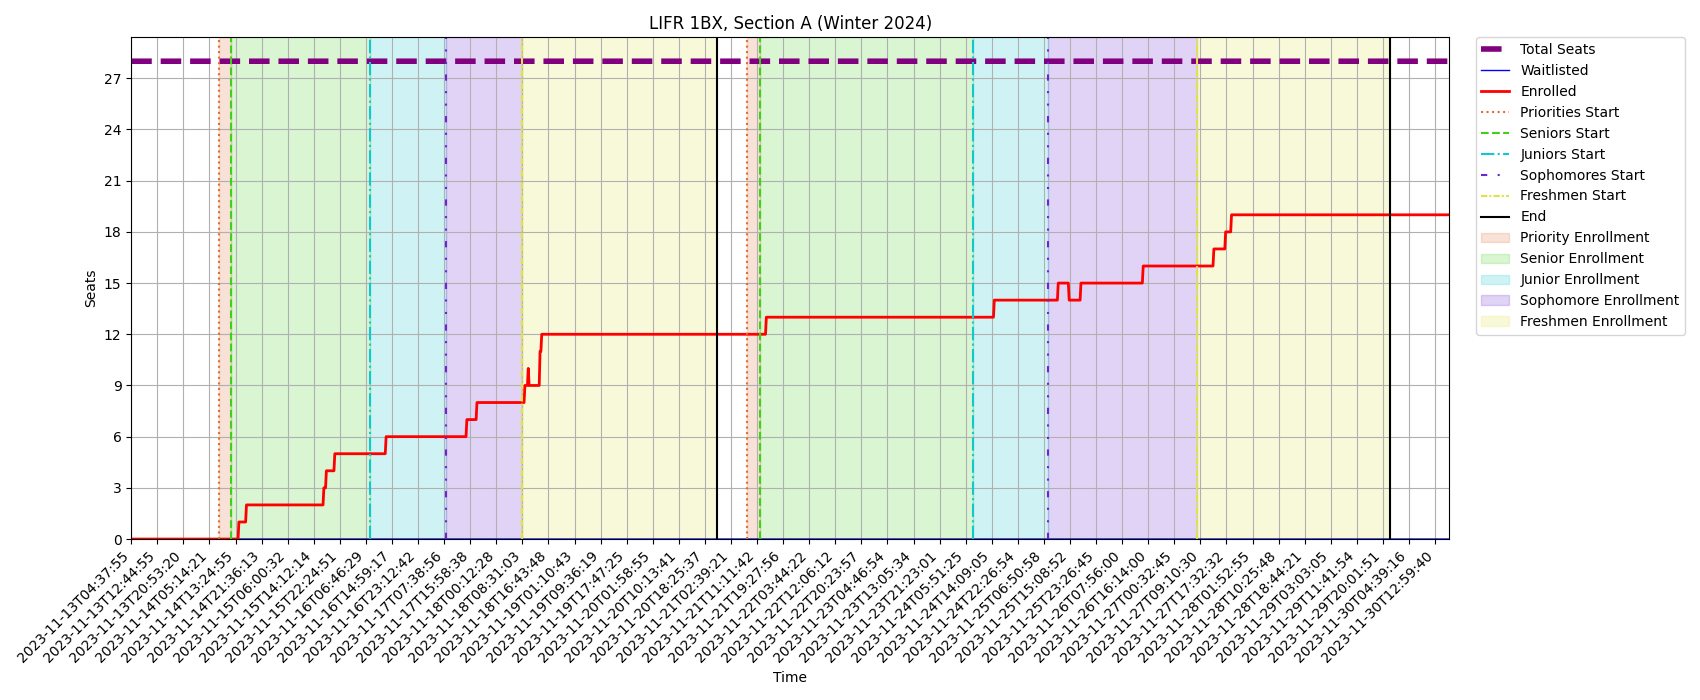 LIFR 1BX, Section A (Winter 2024)
Seats
27
24
21
18
15
12
9
6
3
0
2023-11-13T04:37:55
2023-11-13T12:44:55
2023-11-13T20:53:20
2023-11-14T05:14:21
2023-11-14T13:24:55
2023-11-14T21:36:13
2023-11-15T06:00:32
2023-11-15T14:12:14
2023-11-15T22:24:51
2023-11-16T06:46:29
2023-11-16T14:59:17
2023-11-16T23:12:42
2023-11-17T07:38:56
2023-11-17T15:58:38
2023-11-18T00:12:28
2023-11-18T08:31:03
2023-11-18T16:43:48
2023-11-19T01:10:43
2023-11-19T09:36:19
2023-11-19T17:47:25
2023-11-20T01:58:55
2023-11-20T10:13:41
2023-11-20T18:25:37
2023-11-21T02:39:21
2023-11-21T11:11:42
2023-11-21T19:27:56
2023-11-22T03:44:22
2023-11-22T12:06:12
2023-11-22T20:23:57
2023-11-23T04:46:54
2023-11-23T13:05:34
2023-11-23T21:23:01
2023-11-24T05:51:25
2023-11-24T14:09:05
2023-11-24T22:26:54
2023-11-25T06:50:58
2023-11-25T15:08:52
2023-11-25T23:26:45
2023-11-26T07:56:00
2023-11-26T16:14:00
2023-11-27T00:32:45
2023-11-27T09:10:30
2023-11-27T17:32:32
2023-11-28T01:52:55
2023-11-28T10:25:48
2023-11-28T18:44:21
2023-11-29T03:03:05
2023-11-29T11:41:54
2023-11-29T20:01:51
2023-11-30T04:39:16
2023-11-30T12:59:40
Time
Total Seats
Waitlisted
Enrolled
Priorities Start
Seniors Start
Juniors Start
Sophomores Start
Freshmen Start
End
Priority Enrollment
Senior Enrollment
Junior Enrollment
Sophomore Enrollment
Freshmen Enrollment